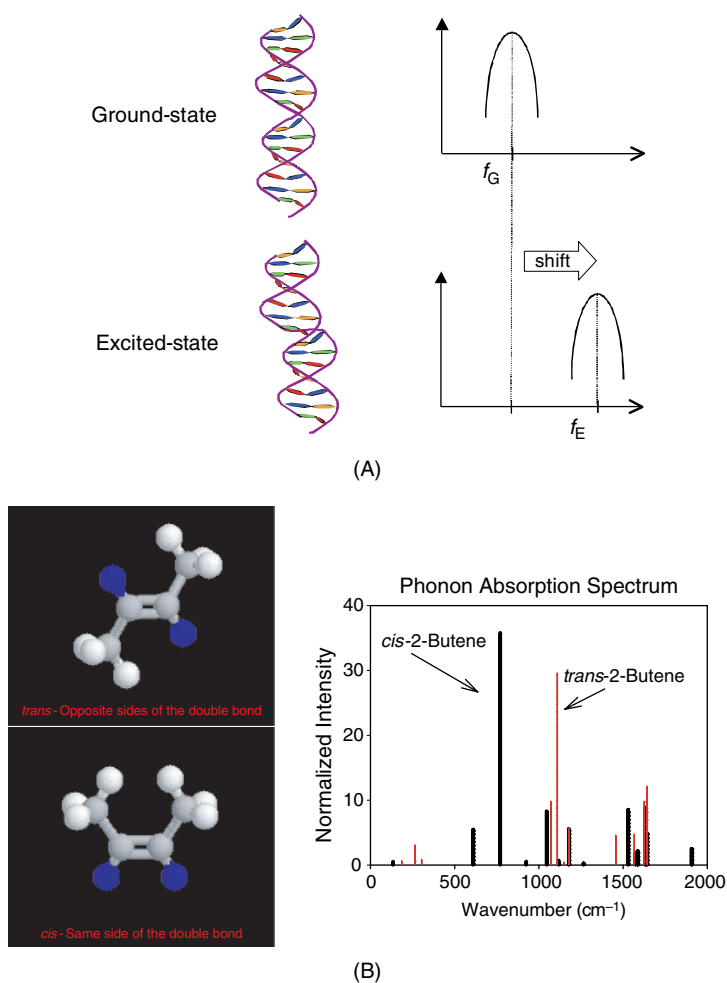 Ground-state
f_G
shift
Excited-state
f_E
(A)
trans- Opposite sides of the double bond
cis- Same side of the double bond
Phonon Absorption Spectrum
40
30
20
10
0
Normalized Intensity
cis-2-Butene
trans-2-Butene
0 500 1000 1500 2000
Wavenumber (cm⁻¹)
(B)